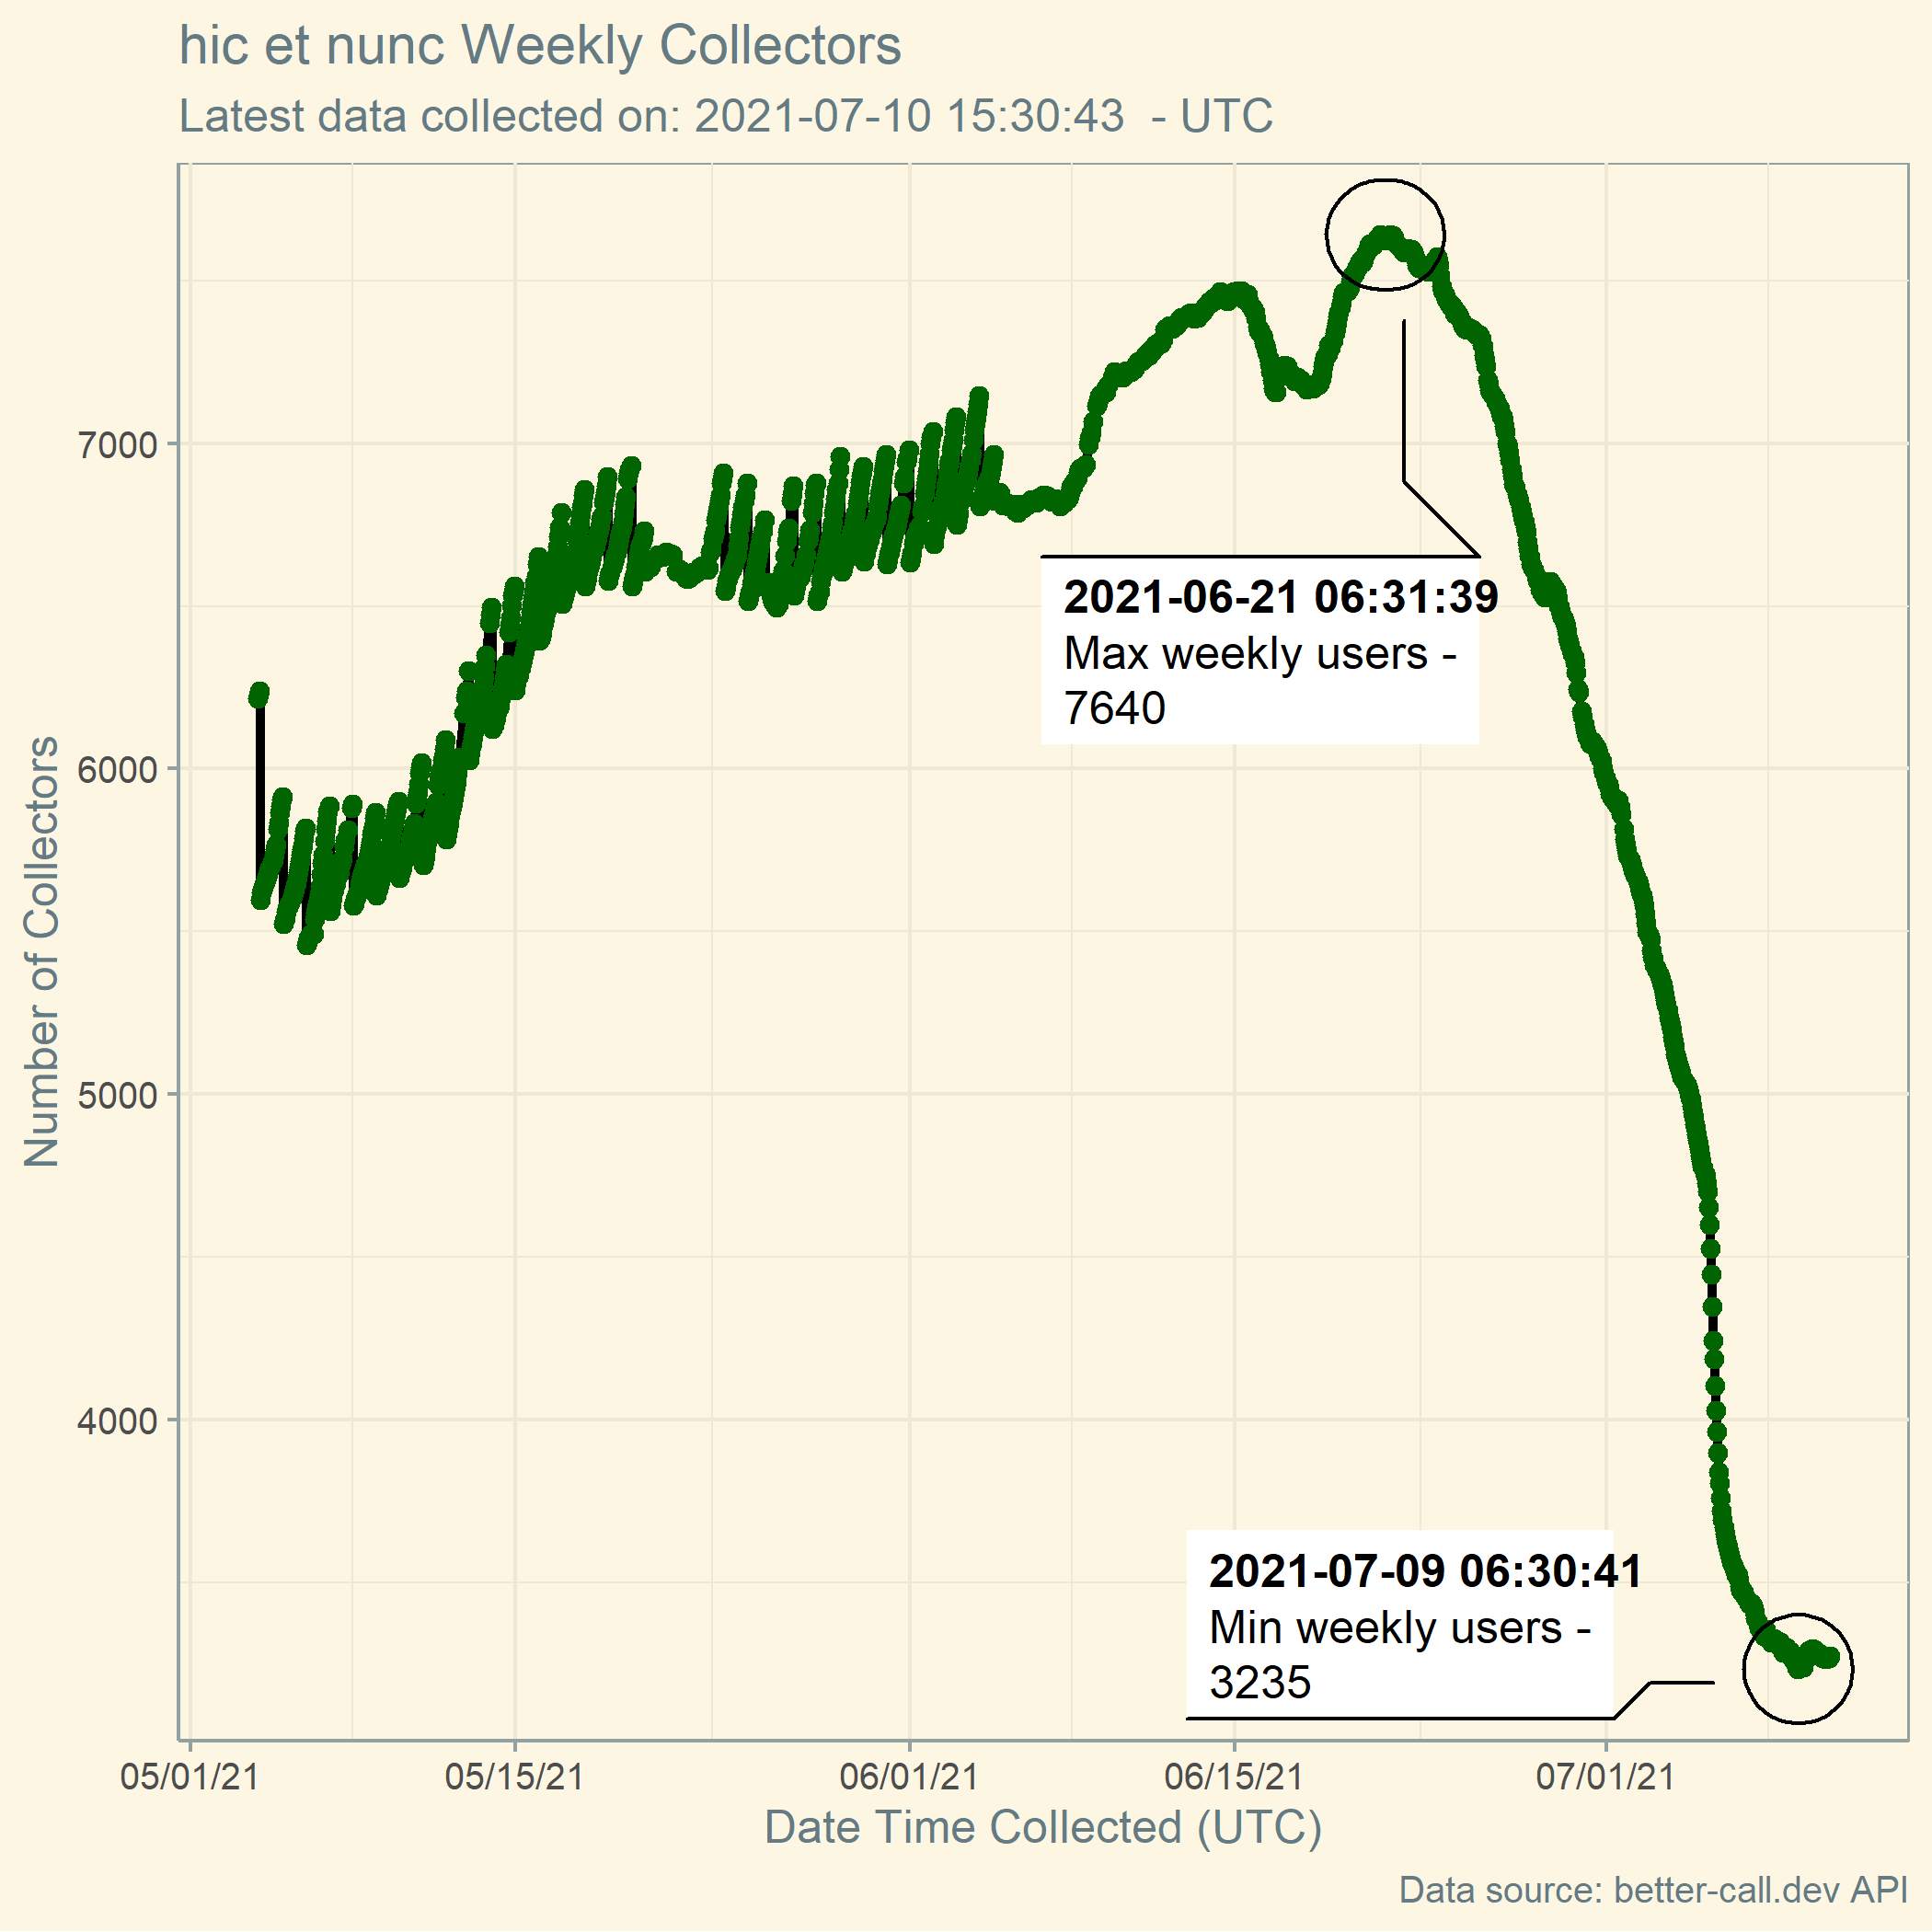 hic et nunc Weekly Collectors
Latest data collected on: 2021-07-10 15:30:43  - UTC
Number of Collectors
7000
6000
5000
4000
2021-06-21 06:31:39
Max weekly users -
7640
2021-07-09 06:30:41
Min weekly users -
3235
05/01/21
05/15/21
06/01/21
06/15/21
07/01/21
Date Time Collected (UTC)
Data source: better-call.dev API